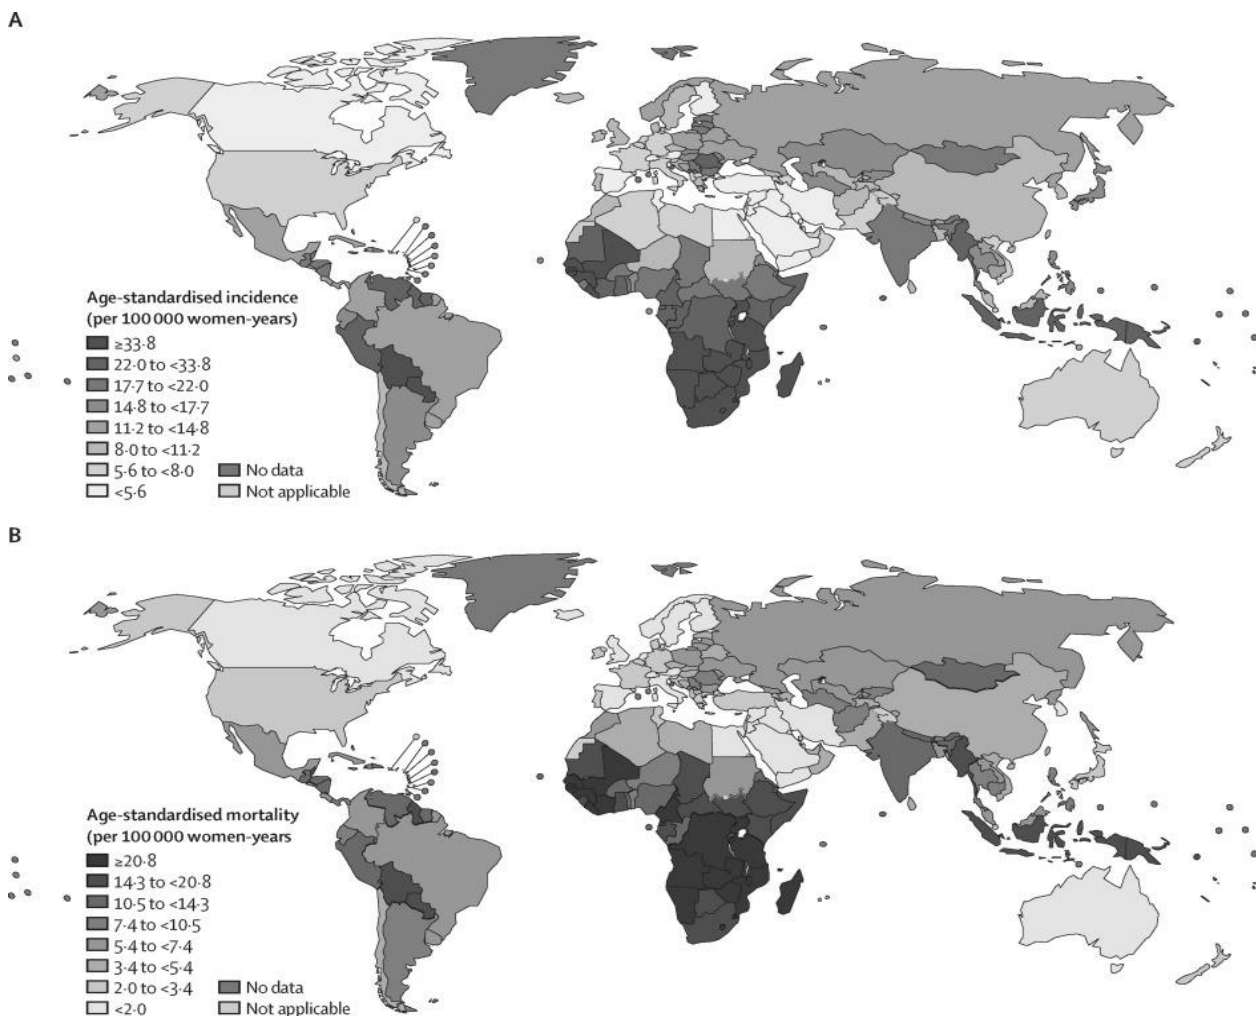 A
Age-standardised incidence
(per 100 000 women-years)
≥33·8
22·0 to <33·8
17·7 to <22·0
14·8 to <17·7
11·2 to <14·8
8·0 to <11·2
5·6 to <8·0
<5·6
No data
Not applicable
B
Age-standardised mortality
(per 100 000 women-years
≥20·8
14·3 to <20·8
10·5 to <14·3
7·4 to <10·5
5·4 to <7·4
3·4 to <5·4
2·0 to <3·4
<2·0
No data
Not applicable